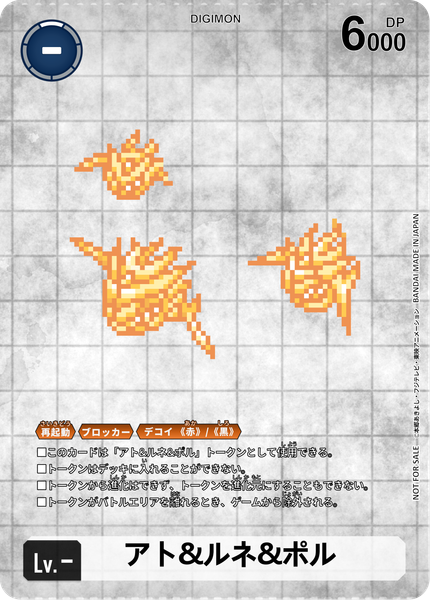 DIGIMON
DP
6000
再起動 ブロッカー デコイ《赤》/《黒》
□このカードは『アト&ルネ&ポル』トークンとして使用できる。
□トークンはデッキに入れることができない。
□トークンから進化はできず、トークンを進化元にすることもできない。
□トークンがバトルエリアを離れるとき、ゲームから除外される。
Lv.-
アト&ルネ&ポル
NOT FOR SALE ©本郷あきよし・フジテレビ・東映アニメーション BANDAI MADE IN JAPAN